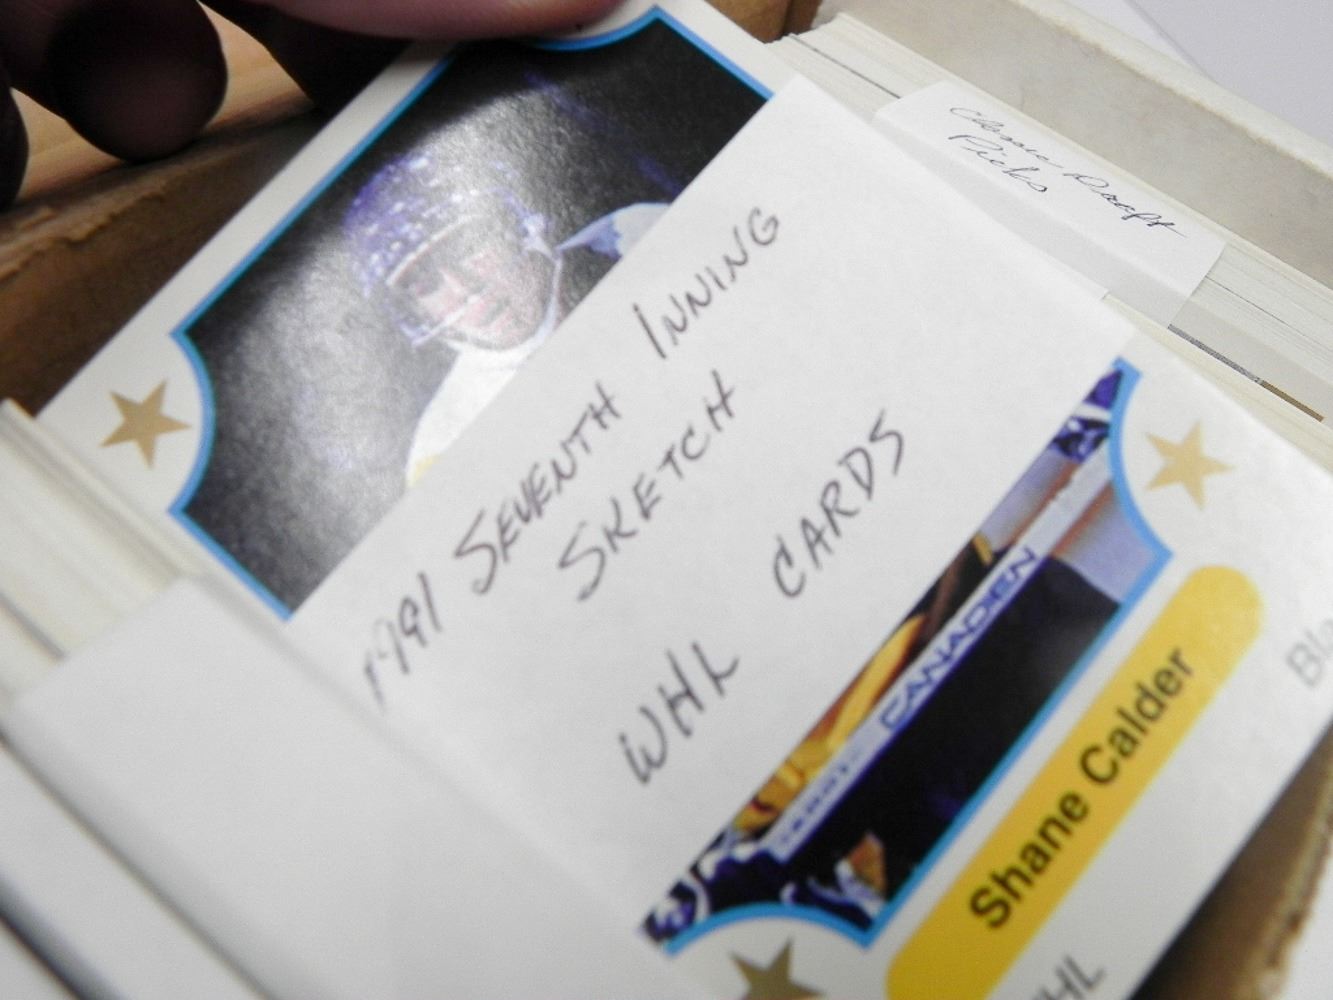 Classic Draft
Picks
1991 SEVENTH INNING
SKETCH
WHL CARDS
CANADIEN
Shane Calder